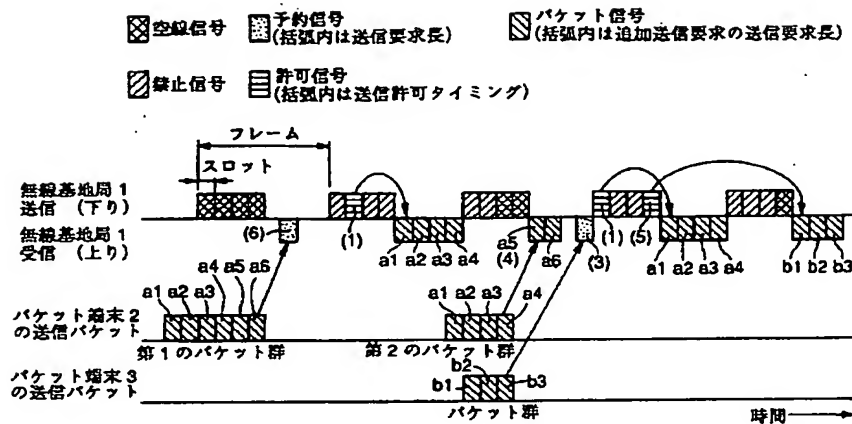 空線信号
予約信号
(括弧内は送信要求長)
パケット信号
(括弧内は追加送信要求の送信要求長)
禁止信号
許可信号
(括弧内は送信許可タイミング)
フレーム
スロット
無線基地局1
送信 (下り)
無線基地局1
受信 (上り)
(6)
(1)
a1 a2 a3 a4
a5
(4)
a6
(3)
(1)
(5)
a1 a2 a3 a4
b1 b2 b3
パケット端末2
の送信パケット
a1 a2 a3 a4 a5 a6
第1のパケット群
a1 a2 a3 a4
第2のパケット群
パケット端末3
の送信パケット
b1 b2 b3
パケット群
時間